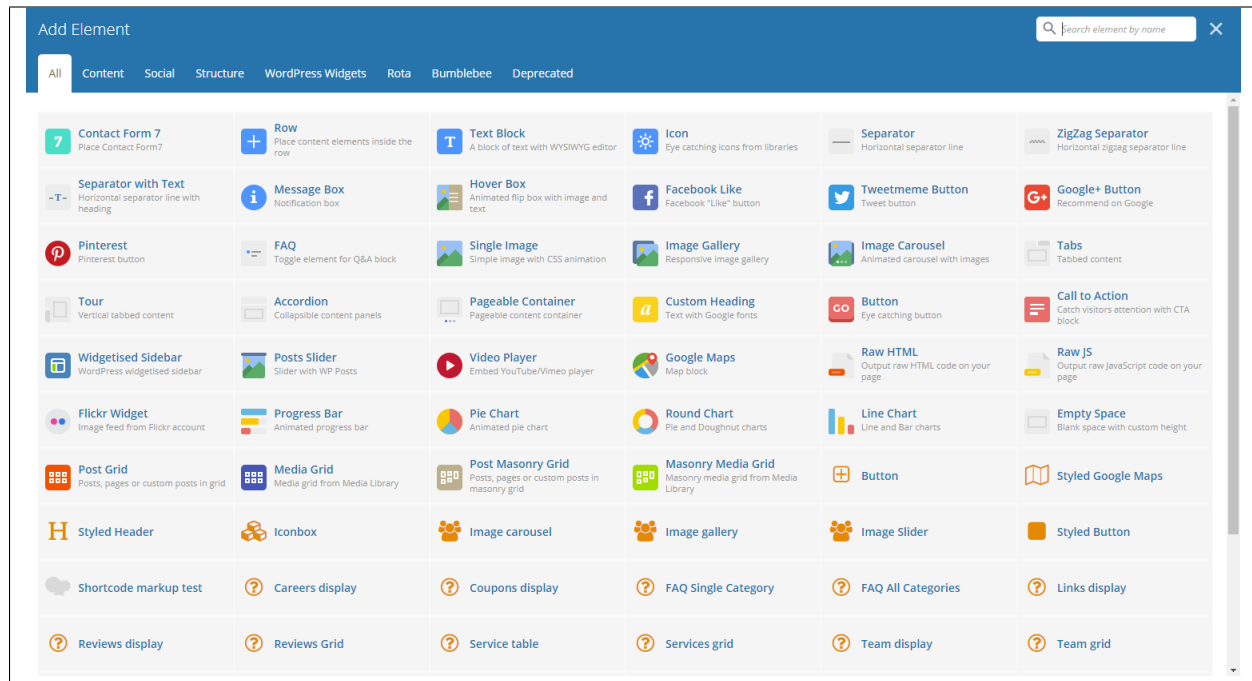 Add Element
Search element by name
All Content Social Structure WordPress Widgets Rota Bumblebee Deprecated
7
Contact Form 7
Place Contact Form7
Row
Place content elements inside the
row
T
Text Block
A block of text with WYSIWYG editor
Icon
Eye catching icons from libraries
Separator
Horizontal separator line
ZigZag Separator
Horizontal zigzag separator line
-T-
Separator with Text
Horizontal separator line with
heading
i
Message Box
Notification box
Hover Box
Animated flip box with image and
text
f
Facebook Like
Facebook "Like" button
Tweetmeme Button
Tweet button
G+
Google+ Button
Recommend on Google
Pinterest
Pinterest button
FAQ
Toggle element for Q&A block
Single Image
Simple image with CSS animation
Image Gallery
Responsive image gallery
Image Carousel
Animated carousel with images
Tabs
Tabbed content
Tour
Vertical tabbed content
Accordion
Collapsible content panels
Pageable Container
Pageable content container
a
Custom Heading
Text with Google fonts
GO
Button
Eye catching button
Call to Action
Catch visitors attention with CTA
block
Widgetised Sidebar
WordPress widgetised sidebar
Posts Slider
Slider with WP Posts
Video Player
Embed YouTube/Vimeo player
Google Maps
Map block
Raw HTML
Output raw HTML code on your
page
Raw JS
Output raw JavaScript code on your
page
Flickr Widget
Image feed from Flickr account
Progress Bar
Animated progress bar
Pie Chart
Animated pie chart
Round Chart
Pie and Doughnut charts
Line Chart
Line and Bar charts
Empty Space
Blank space with custom height
Post Grid
Posts, pages or custom posts in grid
Media Grid
Media grid from Media Library
Post Masonry Grid
Posts, pages or custom posts in
masonry grid
Masonry Media Grid
Masonry media grid from Media
Library
Button
Styled Google Maps
H
Styled Header
Iconbox
Image carousel
Image gallery
Image Slider
Styled Button
Shortcode markup test
? Careers display
? Coupons display
? FAQ Single Category
? FAQ All Categories
? Links display
? Reviews display
? Reviews Grid
? Service table
? Services grid
? Team display
? Team grid